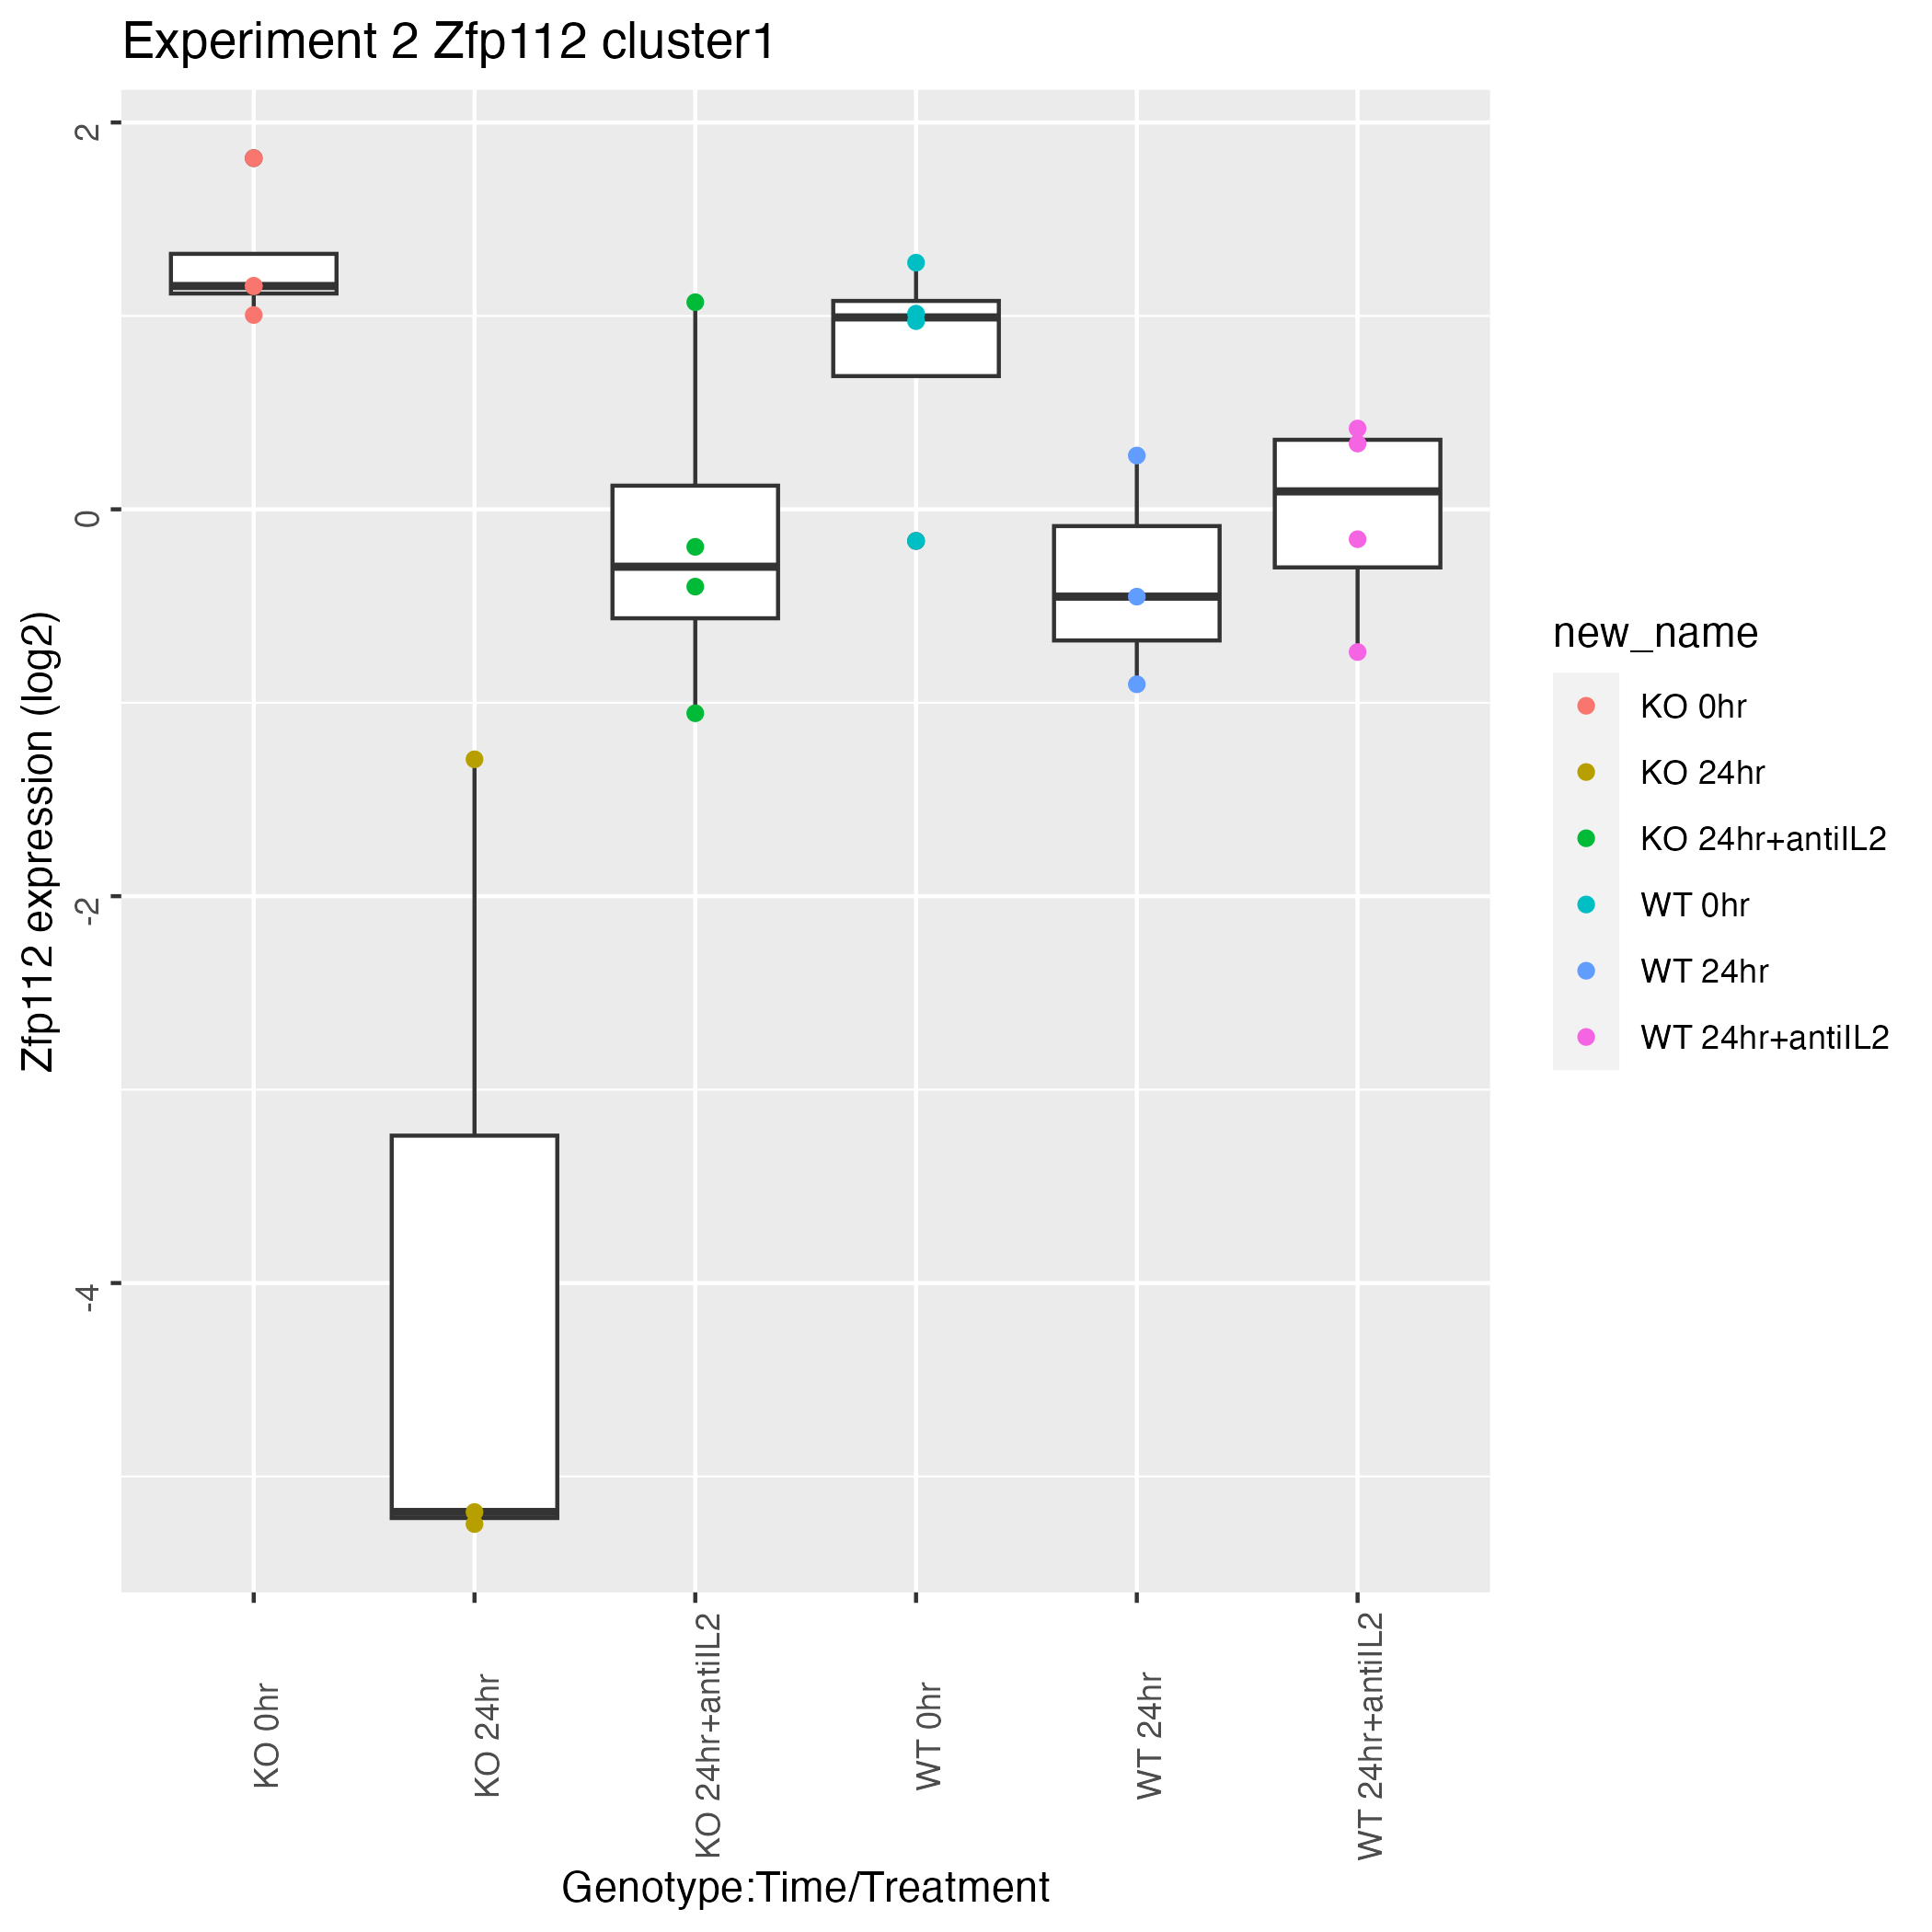 Experiment 2 Zfp112 cluster1
Zfp112 expression (log2)
2
0
-2
-4
KO 0hr
KO 24hr
KO 24hr+antiIL2
WT 0hr
WT 24hr
WT 24hr+antiIL2
Genotype:Time/Treatment
new_name
KO 0hr
KO 24hr
KO 24hr+antiIL2
WT 0hr
WT 24hr
WT 24hr+antiIL2